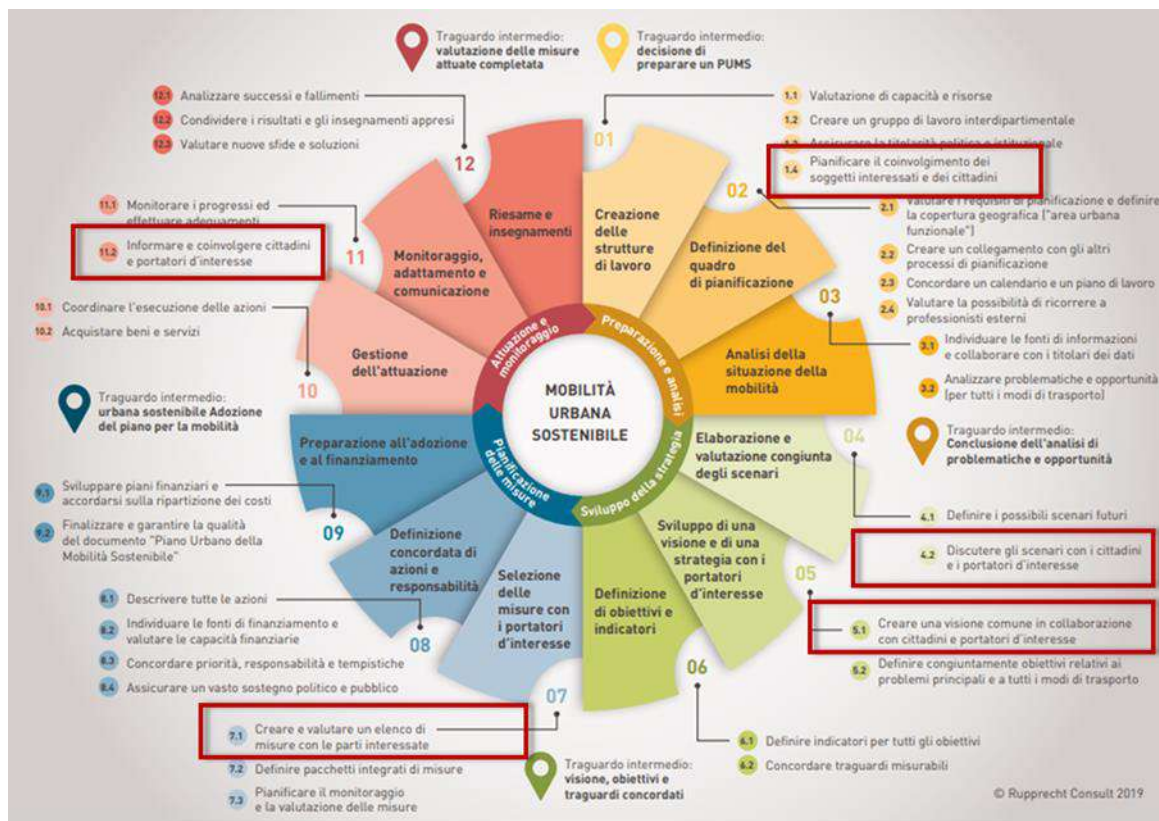 Traguardo intermedio:
valutazione delle misure
attuate completata
Traguardo intermedio:
decisione di
preparare un PUMS
12.1 Analizzare successi e fallimenti
12.2 Condividere i risultati e gli insegnamenti appresi
12.3 Valutare nuove sfide e soluzioni
1.1 Valutazione di capacità e risorse
1.2 Creare un gruppo di lavoro interdipartimentale
1.3 Assicurare la titolarità politica e istituzionale
1.4 Pianificare il coinvolgimento dei
soggetti interessati e dei cittadini
11.1 Monitorare i progressi ed
effettuare adeguamenti
11.2 Informare e coinvolgere cittadini
e portatori d'interesse
2.1 Valutare i requisiti di pianificazione e definire
la copertura geografica ["area urbana
funzionale"]
2.2 Creare un collegamento con gli altri
processi di pianificazione
2.3 Concordare un calendario e un piano di lavoro
2.4 Valutare la possibilità di ricorrere a
professionisti esterni
10.1 Coordinare l'esecuzione delle azioni
10.2 Acquistare beni e servizi
3.1 Individuare le fonti di informazioni
e collaborare con i titolari dei dati
3.2 Analizzare problematiche e opportunità
[per tutti i modi di trasporto]
Traguardo intermedio:
urbana sostenibile Adozione
del piano per la mobilità
Traguardo intermedio:
Conclusione dell'analisi di
problematiche e opportunità
01
Creazione
delle
strutture
di lavoro
02
Definizione del
quadro di
pianificazione
03
Analisi della
situazione della
mobilità
04
Elaborazione e
valutazione congiunta
degli scenari
05
Sviluppo di una
visione e di una
strategia con i
portatori
d'interesse
06
Definizione
di obiettivi e
indicatori
07
Selezione
delle
misure con
i portatori
d'interesse
08
Definizione
concordata di
azioni e
responsabilità
09
Preparazione all'adozione
e al finanziamento
10
Gestione
dell'attuazione
11
Monitoraggio,
adattamento e
comunicazione
12
Riesame e
insegnamenti
Attuazione e
monitoraggio
Preparazione e analisi
Sviluppo della strategia
Pianificazione
delle misure
MOBILITÀ
URBANA
SOSTENIBILE
9.1 Sviluppare piani finanziari e
accordarsi sulla ripartizione dei costi
9.2 Finalizzare e garantire la qualità
del documento "Piano Urbano della
Mobilità Sostenibile"
4.1 Definire i possibili scenari futuri
4.2 Discutere gli scenari con i cittadini
e i portatori d'interesse
8.1 Descrivere tutte le azioni
8.2 Individuare le fonti di finanziamento e
valutare le capacità finanziarie
8.3 Concordare priorità, responsabilità e tempistiche
8.4 Assicurare un vasto sostegno politico e pubblico
5.1 Creare una visione comune in collaborazione
con cittadini e portatori d'interesse
5.2 Definire congiuntamente obiettivi relativi ai
problemi principali e a tutti i modi di trasporto
7.1 Creare e valutare un elenco di
misure con le parti interessate
7.2 Definire pacchetti integrati di misure
7.3 Pianificare il monitoraggio
e la valutazione delle misure
6.1 Definire indicatori per tutti gli obiettivi
6.2 Concordare traguardi misurabili
Traguardo intermedio:
visione, obiettivi e
traguardi concordati
© Rupprecht Consult 2019